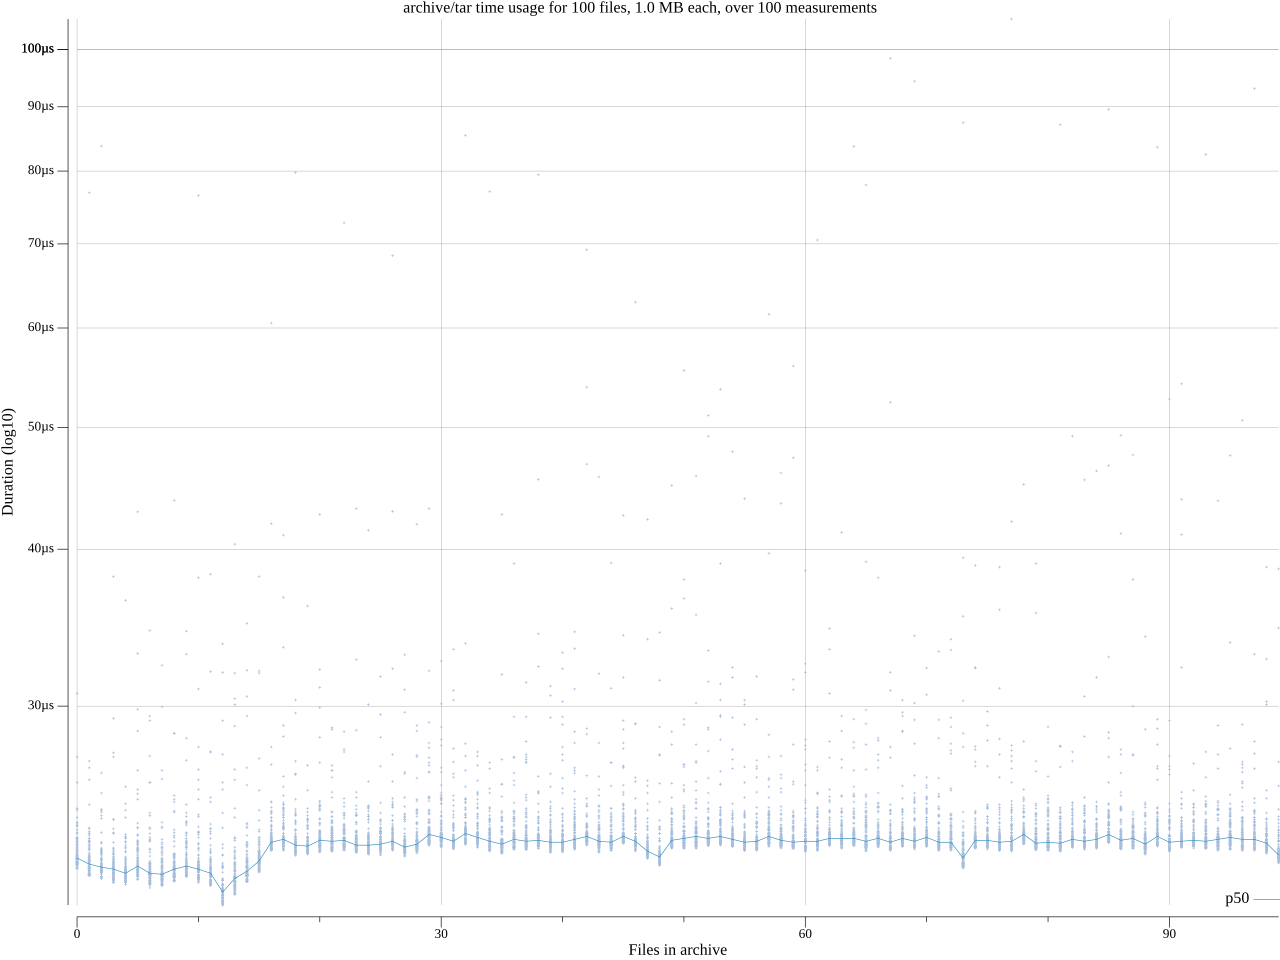 archive/tar time usage for 100 files, 1.0 MB each, over 100 measurements
100µs
90µs
80µs
70µs
60µs
50µs
40µs
30µs
Duration (log10)
p50
0
30
60
90
Files in archive